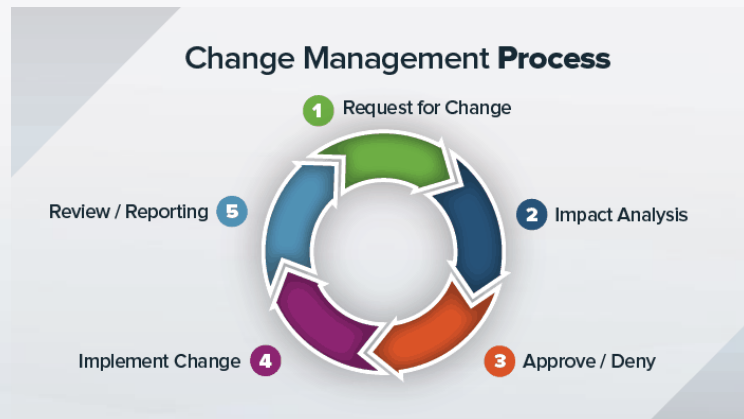 Change Management Process
1 Request for Change
2 Impact Analysis
3 Approve / Deny
4 Implement Change
5 Review / Reporting